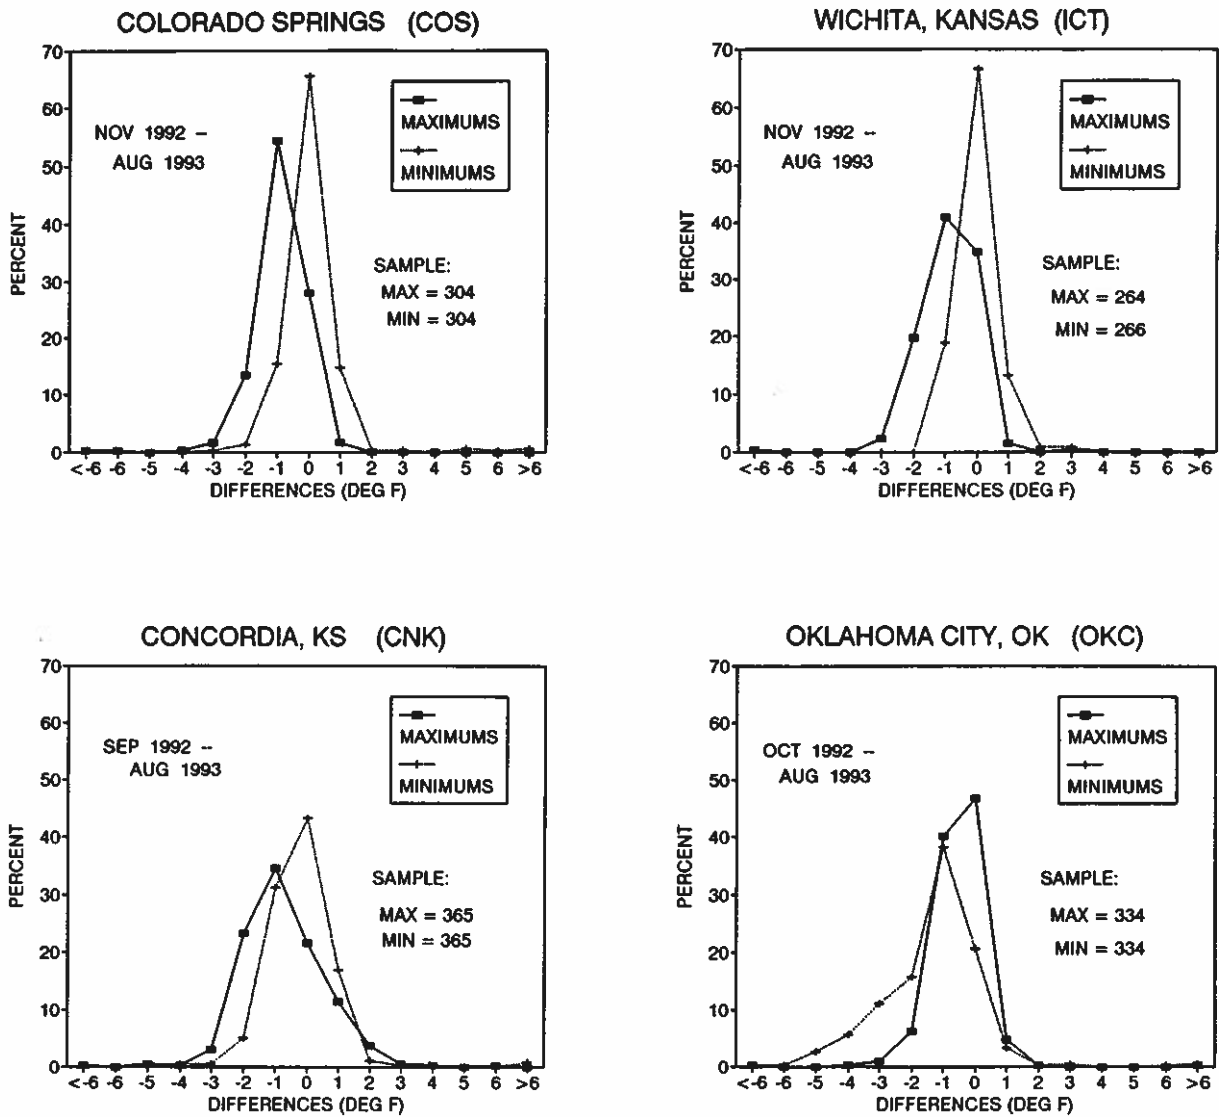 COLORADO SPRINGS (COS)
70
60
50
40
30
20
10
0
PERCENT
NOV 1992 –
AUG 1993
MAXIMUMS
MINIMUMS
SAMPLE:
MAX = 304
MIN = 304
<-6 -6 -5 -4 -3 -2 -1 0 1 2 3 4 5 6 >6
DIFFERENCES (DEG F)
WICHITA, KANSAS (ICT)
70
60
50
40
30
20
10
0
PERCENT
NOV 1992 –
AUG 1993
MAXIMUMS
MINIMUMS
SAMPLE:
MAX = 264
MIN = 266
<-6 -6 -5 -4 -3 -2 -1 0 1 2 3 4 5 6 >6
DIFFERENCES (DEG F)
CONCORDIA, KS (CNK)
70
60
50
40
30
20
10
0
PERCENT
SEP 1992 –
AUG 1993
MAXIMUMS
MINIMUMS
SAMPLE:
MAX = 365
MIN = 365
<-6 -6 -5 -4 -3 -2 -1 0 1 2 3 4 5 6 >6
DIFFERENCES (DEG F)
OKLAHOMA CITY, OK (OKC)
70
60
50
40
30
20
10
0
PERCENT
OCT 1992 –
AUG 1993
MAXIMUMS
MINIMUMS
SAMPLE:
MAX = 334
MIN = 334
<-6 -6 -5 -4 -3 -2 -1 0 1 2 3 4 5 6 >6
DIFFERENCES (DEG F)